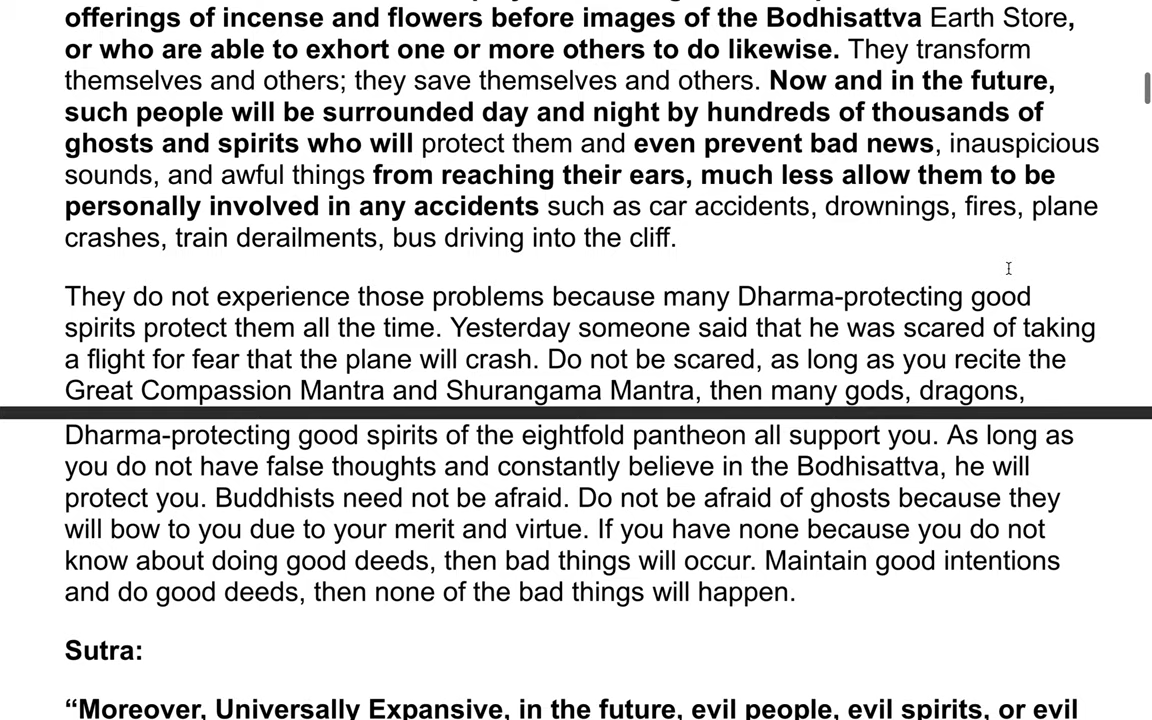 offerings of incense and flowers before images of the Bodhisattva Earth Store,
or who are able to exhort one or more others to do likewise. They transform
themselves and others; they save themselves and others. Now and in the future,
such people will be surrounded day and night by hundreds of thousands of
ghosts and spirits who will protect them and even prevent bad news, inauspicious
sounds, and awful things from reaching their ears, much less allow them to be
personally involved in any accidents such as car accidents, drownings, fires, plane
crashes, train derailments, bus driving into the cliff.
They do not experience those problems because many Dharma-protecting good
spirits protect them all the time. Yesterday someone said that he was scared of taking
a flight for fear that the plane will crash. Do not be scared, as long as you recite the
Great Compassion Mantra and Shurangama Mantra, then many gods, dragons,
Dharma-protecting good spirits of the eightfold pantheon all support you. As long as
you do not have false thoughts and constantly believe in the Bodhisattva, he will
protect you. Buddhists need not be afraid. Do not be afraid of ghosts because they
will bow to you due to your merit and virtue. If you have none because you do not
know about doing good deeds, then bad things will occur. Maintain good intentions
and do good deeds, then none of the bad things will happen.
Sutra:
“Moreover, Universally Expansive, in the future, evil people, evil spirits, or evil